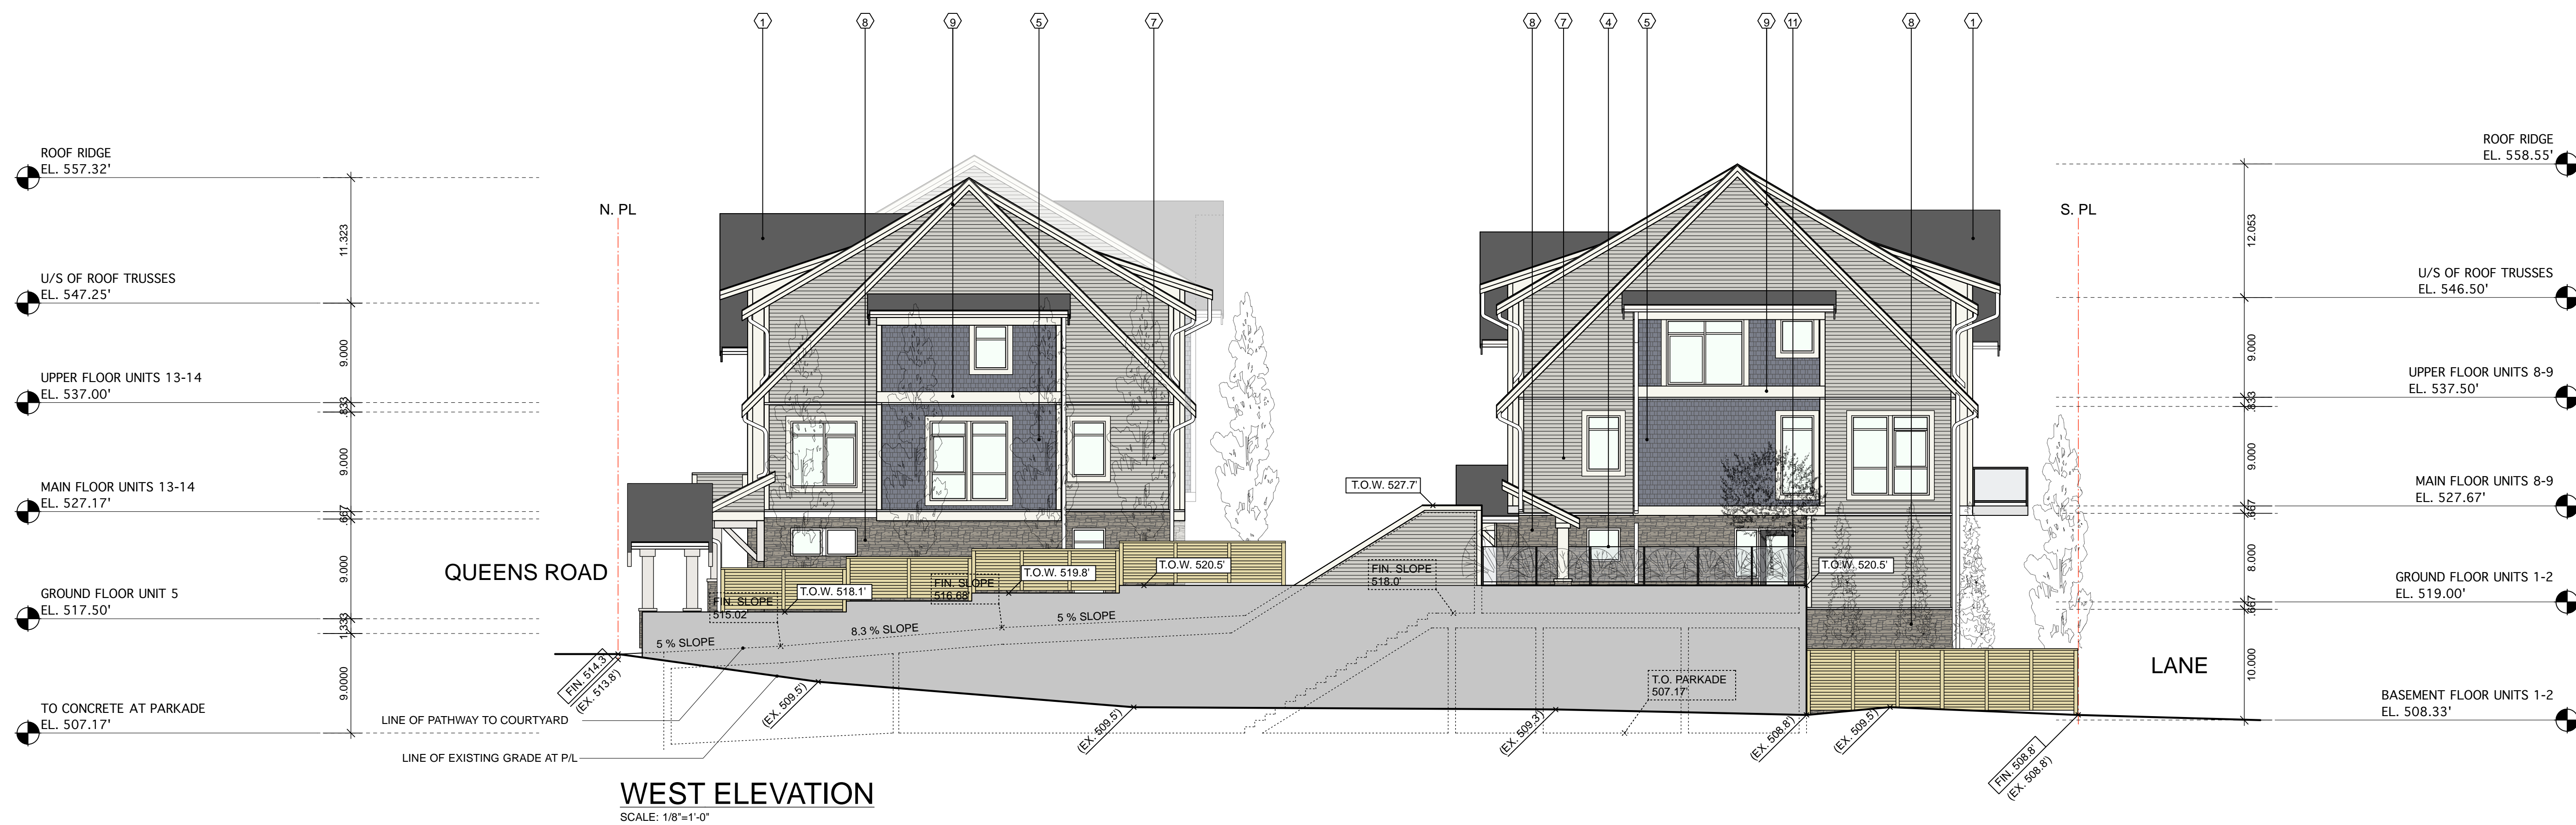 1
8
9
5
7
8
7
4
5
9
11
8
1
ROOF RIDGE
EL. 557.32'
U/S OF ROOF TRUSSES
EL. 547.25'
UPPER FLOOR UNITS 13-14
EL. 537.00'
MAIN FLOOR UNITS 13-14
EL. 527.17'
GROUND FLOOR UNIT 5
EL. 517.50'
TO CONCRETE AT PARKADE
EL. 507.17'
11.323
9.000
.833
9.000
.667
9.000
1.333
9.0000
N. PL
QUEENS ROAD
T.O.W. 518.1'
FIN. SLOPE
515.02'
T.O.W. 519.8'
FIN. SLOPE
516.68'
T.O.W. 520.5'
5 % SLOPE
8.3 % SLOPE
5 % SLOPE
T.O.W. 527.7'
FIN. SLOPE
518.0'
T.O.W. 520.5'
T.O. PARKADE
507.17'
FIN. 514.3'
(EX. 513.8')
(EX. 509.5')
(EX. 509.5')
(EX. 509.3')
(EX. 508.8')
(EX. 509.5')
FIN. 508.8'
(EX. 508.8')
LINE OF PATHWAY TO COURTYARD
LINE OF EXISTING GRADE AT P/L
S. PL
LANE
12.053
9.000
.833
9.000
.667
8.000
.667
10.000
ROOF RIDGE
EL. 558.55'
U/S OF ROOF TRUSSES
EL. 546.50'
UPPER FLOOR UNITS 8-9
EL. 537.50'
MAIN FLOOR UNITS 8-9
EL. 527.67'
GROUND FLOOR UNITS 1-2
EL. 519.00'
BASEMENT FLOOR UNITS 1-2
EL. 508.33'
WEST ELEVATION
SCALE: 1/8"=1'-0"